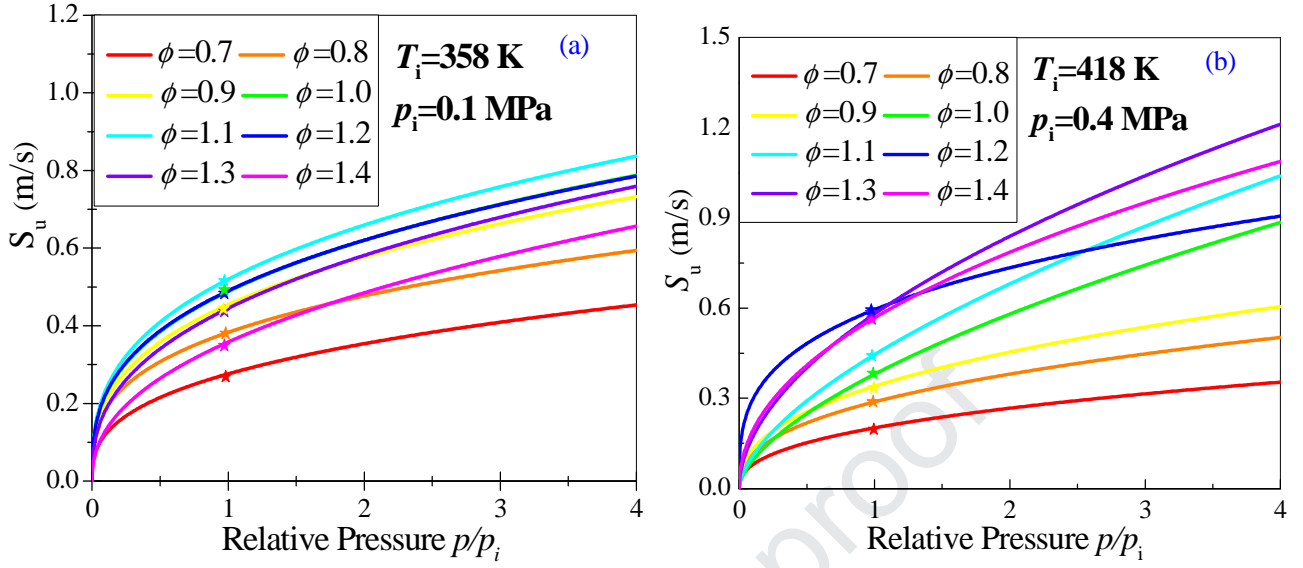 1.2
1.0
0.8
0.6
0.4
0.2
0.0
S_u (m/s)
ϕ=0.7 ϕ=0.8
ϕ=0.9 ϕ=1.0
ϕ=1.1 ϕ=1.2
ϕ=1.3 ϕ=1.4
T_i=358 K
p_i=0.1 MPa
(a)
0 1 2 3 4
Relative Pressure p/p_i
1.5
1.2
0.9
0.6
0.3
0.0
S_u (m/s)
ϕ=0.7 ϕ=0.8
ϕ=0.9 ϕ=1.0
ϕ=1.1 ϕ=1.2
ϕ=1.3 ϕ=1.4
T_i=418 K
p_i=0.4 MPa
(b)
0 1 2 3 4
Relative Pressure p/p_i
proof